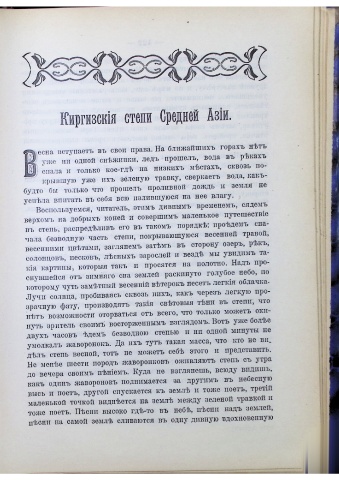 Киргизскія степи Средней Азіи.
Весна вступаетъ въ свои права. На ближайшихъ горахъ нѣтъ
уже ни одной снѣжинки, ледъ прошелъ, вода въ рѣкахъ
спала и только кое-гдѣ на низкихъ мѣстахъ, сквозь по-
крывшую уже ихъ зеленую травку, сверкаетъ вода, какъ-
будто бы только что прошелъ проливной дождь и земля не
успѣла впитать въ себя всю налившуюся на нее влагу.
Воспользуемся, читатель, этимъ дивнымъ временемъ, сядемъ
верхомъ на добрыхъ коней и совершимъ маленькое путешествіе
въ степь, распредѣливъ его въ такомъ порядкѣ: проѣдемъ сна-
чала безводную часть степи, покрывающуюся весенней травой,
весенними цвѣтами, заглянемъ затѣмъ въ сторону озеръ, рѣкъ,
солонцовъ, песковъ, лѣсныхъ зарослей и вездѣ мы увидимъ та-
кія картины, которыя такъ и просятъ на полотно. Надъ про-
снувшейся отъ зимняго сна землей раскинуто голубое небо, по
которому чуть замѣтный весенній вѣтерокъ несетъ легкія облачка.
Лучи солнца, пробиваясь сквозь нихъ, какъ черезъ легкую про-
зрачную фату, производятъ такія свѣтовыя тѣни въ степи, что
нѣтъ возможности оторваться отъ всего, что только можетъ оки-
нуть зритель своимъ восторженнымъ взглядомъ. Вотъ уже болѣе
двухъ часовъ ѣдемъ безводною степью и ни одной минуты не
умолкалъ жаворонокъ. Да ихъ тутъ такая масса, что кто не ви-
дѣлъ степь весной, тотъ не можетъ себѣ этого и представить.
Не менѣе шести породъ жаворонковъ оживляютъ степь съ утра
до вечера своимъ пѣніемъ. Куда не взглянешь, всюду видишь,
какъ одинъ жаворонокъ поднимается за другимъ въ небесную
высь и поетъ, другой спускается къ землѣ и тоже поетъ, третій
маленькой точкой виднѣется на землѣ между зеленой травкой и
тоже поетъ. Пѣсни высоко гдѣ-то въ небѣ, пѣсни надъ землей,
пѣсни на самой землѣ сливаются въ одну дивную вдохновенную